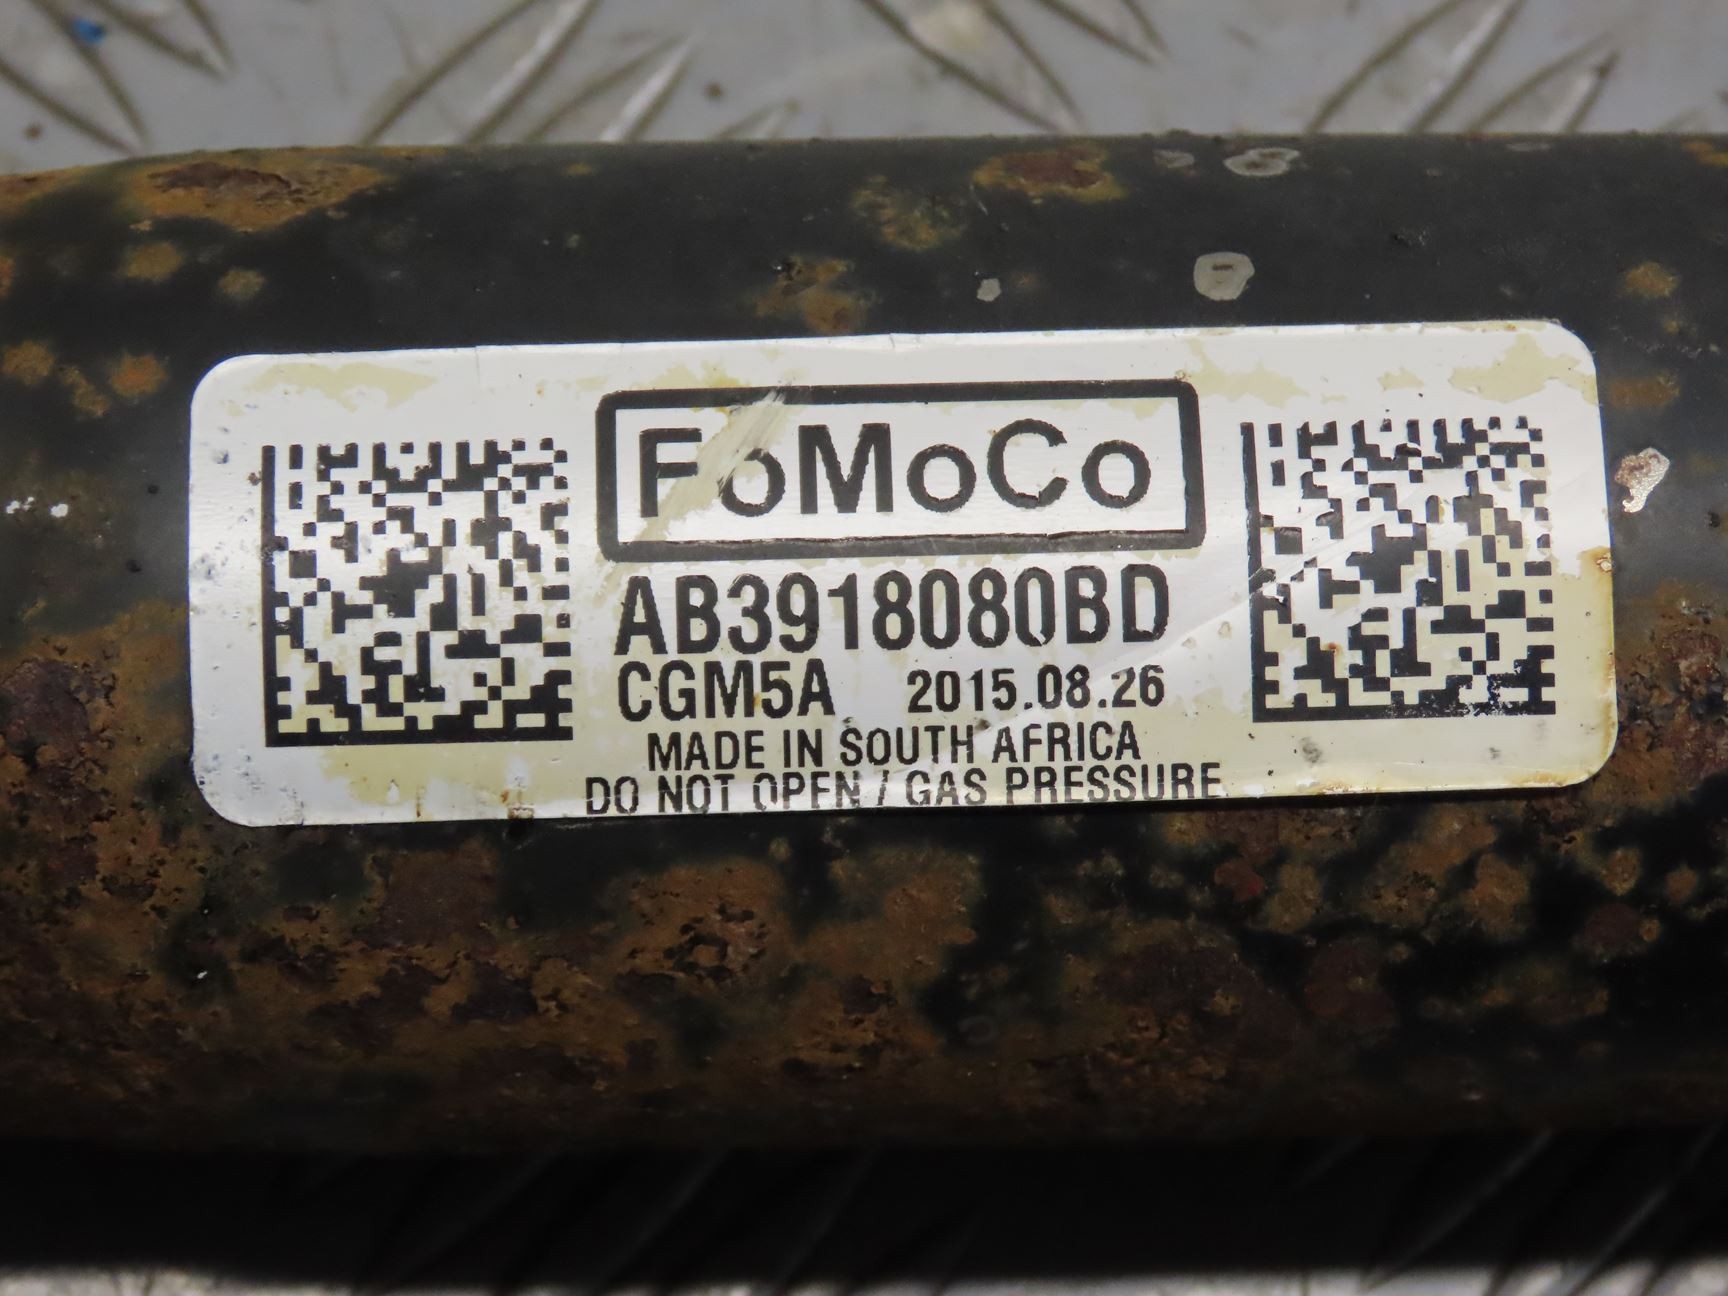 FoMoCo
AB3918080BD
CGM5A 2015.08.26
MADE IN SOUTH AFRICA
DO NOT OPEN / GAS PRESSURE